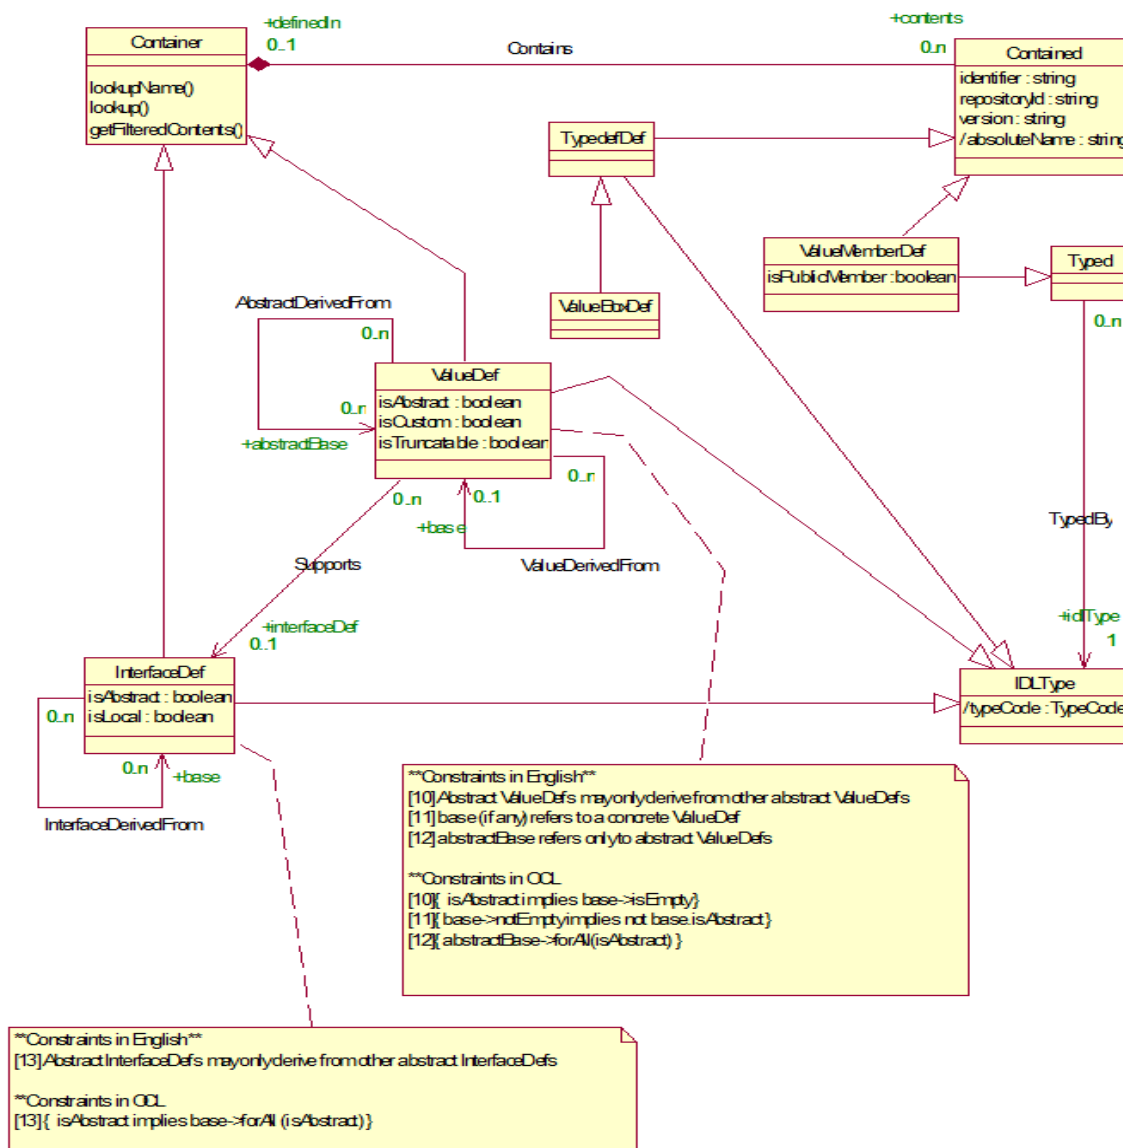 +definedIn
0..1
Contains
+contents
0..n
Container
lookupName()
lookup()
getFilteredContents()
Contained
identifier : string
repositoryId : string
version : string
/absoluteName : string
TypedefDef
ValueMemberDef
isPublicMember : boolean
Typed
0..n
ValueBoxDef
AbstractDerivedFrom
0..n
0..n
+abstractBase
ValueDef
isAbstract : boolean
isCustom : boolean
isTruncatable : boolean
0..n
0..1
0..n
+base
ValueDerivedFrom
Supports
TypedBy
+interfaceDef
0..1
+idlType
1
InterfaceDef
isAbstract : boolean
isLocal : boolean
0..n
0..n
+base
InterfaceDerivedFrom
IDLType
/typeCode : TypeCode
**Constraints in English**
[10] Abstract ValueDefs may only derive from other abstract ValueDefs
[11] base (if any) refers to a concrete ValueDef
[12] abstractBase refers only to abstract ValueDefs
**Constraints in OCL
[10]{ isAbstract implies base->isEmpty}
[11]{ base->notEmpty implies not base.isAbstract }
[12]{ abstractBase->forAll(isAbstract) }
**Constraints in English**
[13] Abstract InterfaceDefs may only derive from other abstract InterfaceDefs
**Constraints in OCL
[13] { isAbstract implies base->forAll (isAbstract) }